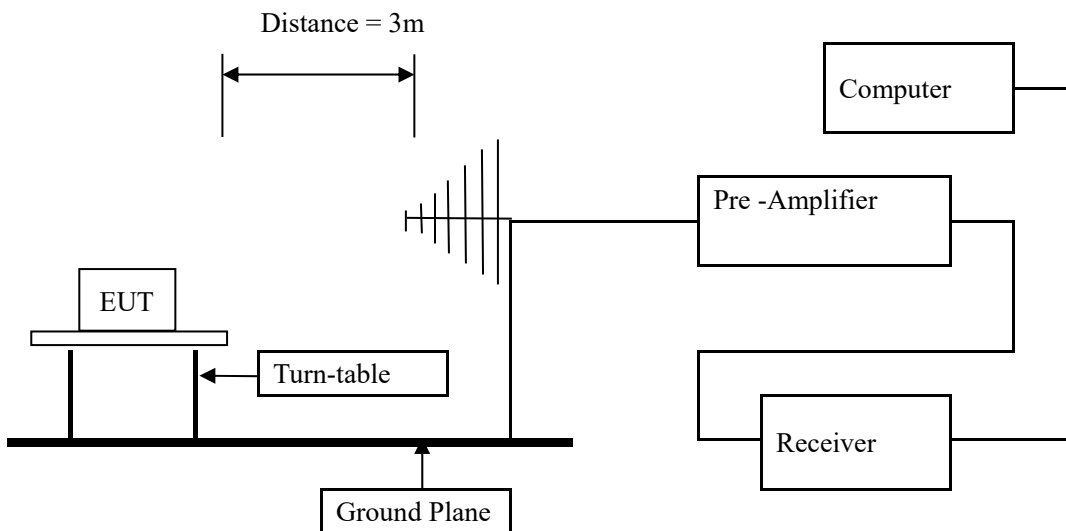 Distance = 3m
Computer
Pre -Amplifier
EUT
Turn-table
Receiver
Ground Plane